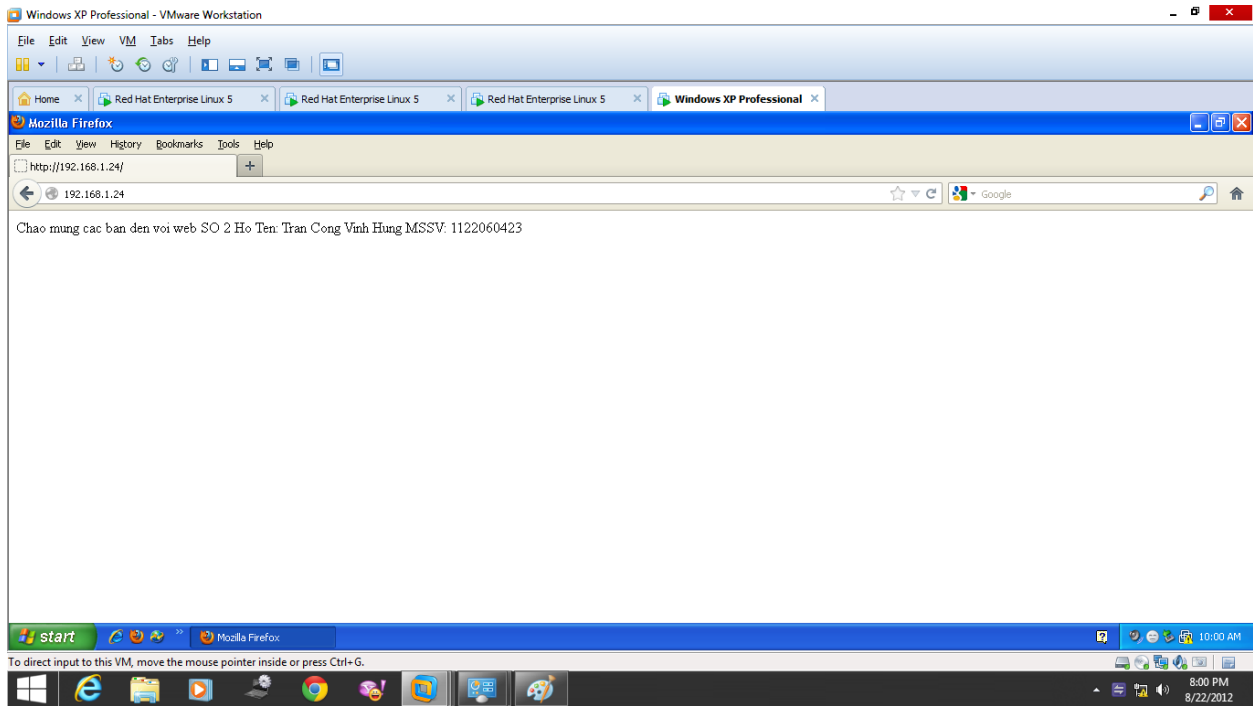 Windows XP Professional - VMware Workstation
File Edit View VM Tabs Help
Home Red Hat Enterprise Linux 5 Red Hat Enterprise Linux 5 Red Hat Enterprise Linux 5 Windows XP Professional
Mozilla Firefox
File Edit View History Bookmarks Tools Help
http://192.168.1.24/
192.168.1.24 Google
Chao mung cac ban den voi web SO 2 Ho Ten: Tran Cong Vinh Hung MSSV: 1122060423
start Mozilla Firefox 10:00 AM
To direct input to this VM, move the mouse pointer inside or press Ctrl+G.
8:00 PM
8/22/2012